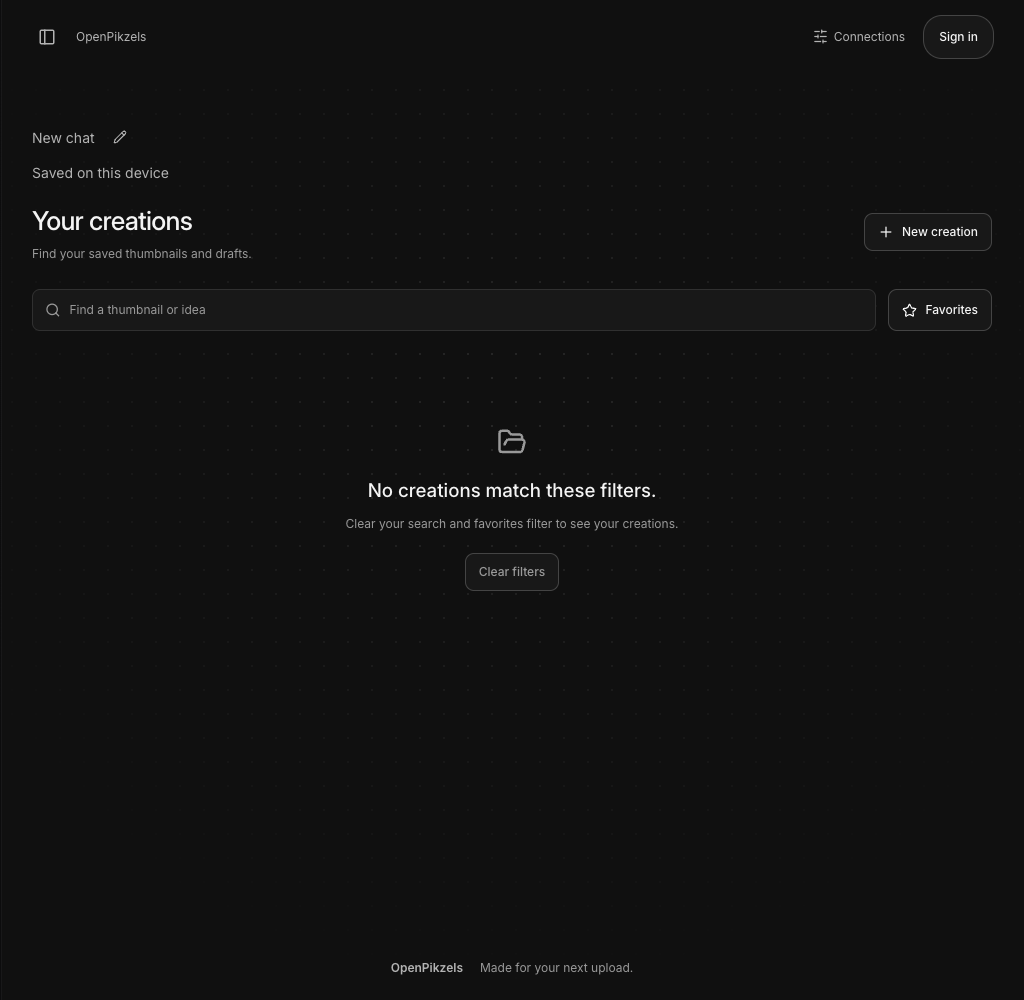 OpenPikzels
Connections
Sign in
New chat
Saved on this device
Your creations
Find your saved thumbnails and drafts.
New creation
Find a thumbnail or idea
Favorites
No creations match these filters.
Clear your search and favorites filter to see your creations.
Clear filters
OpenPikzels Made for your next upload.